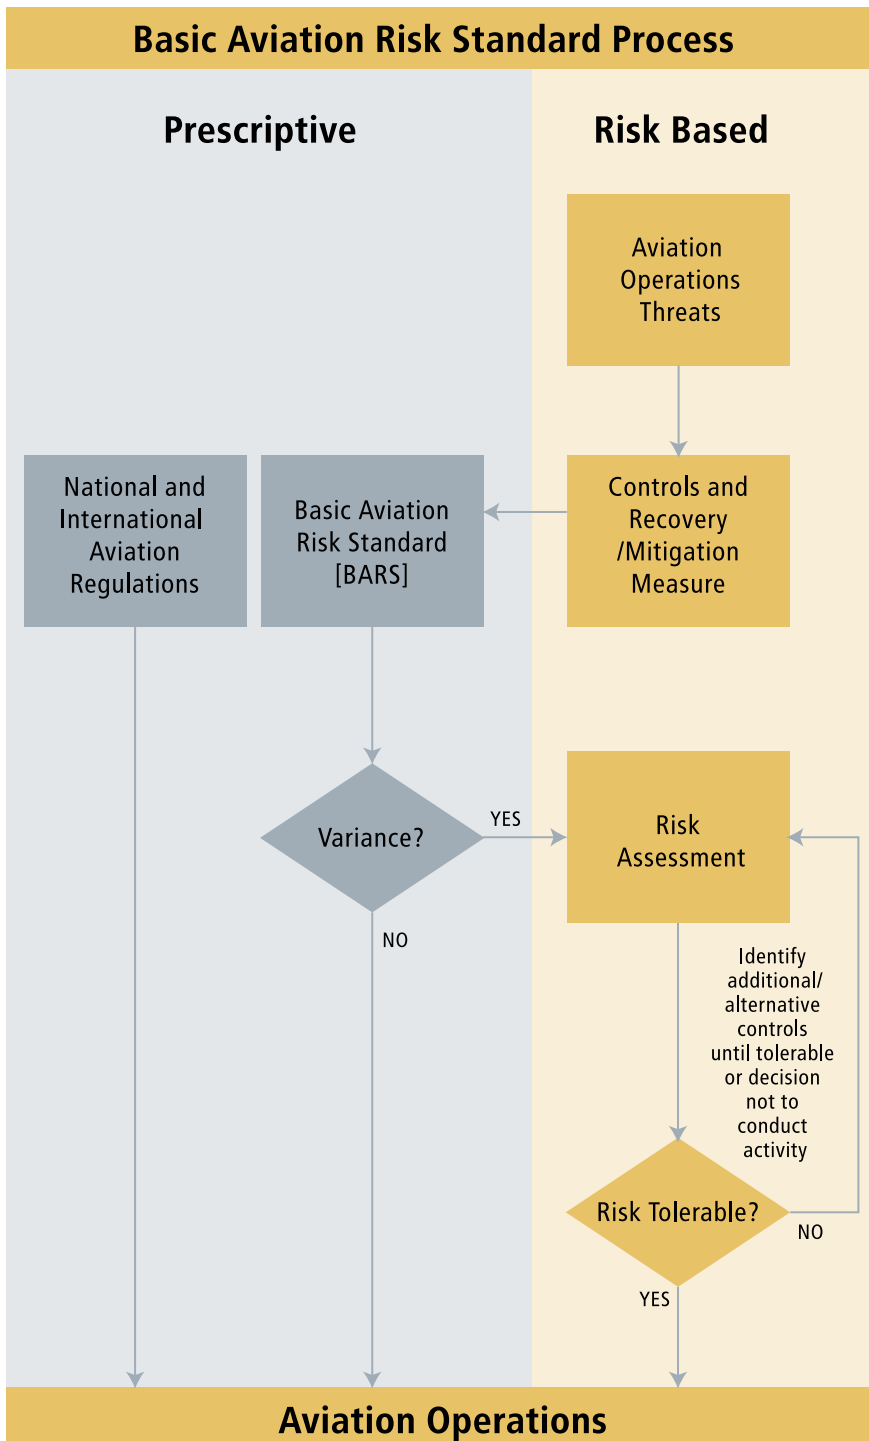 Basic Aviation Risk Standard Process
Prescriptive
Risk Based
Aviation
Operations
Threats
National and
International
Aviation
Regulations
Basic Aviation
Risk Standard
[BARS]
Controls and
Recovery
/Mitigation
Measure
Variance?
YES
NO
Risk
Assessment
Identify
additional/
alternative
controls
until tolerable
or decision
not to
conduct
activity
Risk Tolerable?
NO
YES
Aviation Operations